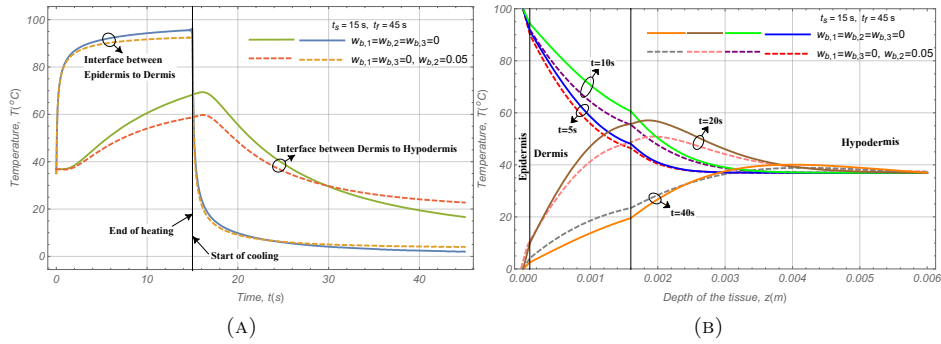 t_s = 15 s, t_f = 45 s
w_b,1=w_b,2=w_b,3=0
w_b,1=w_b,3=0, w_b,2=0.05
Interface between
Epidermis to Dermis
Interface between Dermis to Hypodermis
End of heating
Start of cooling
Temperature, T(°C)
100
80
60
40
20
0
0 10 20 30 40
Time, t(s)
(A)
t_s = 15 s, t_f = 45 s
w_b,1=w_b,2=w_b,3=0
w_b,1=w_b,3=0, w_b,2=0.05
t=10s
t=5s
t=20s
t=40s
Epidermis
Dermis
Hypodermis
Temperature, T(°C)
100
80
60
40
20
0
0.000 0.001 0.002 0.003 0.004 0.005 0.006
Depth of the tissue, z(m)
(B)